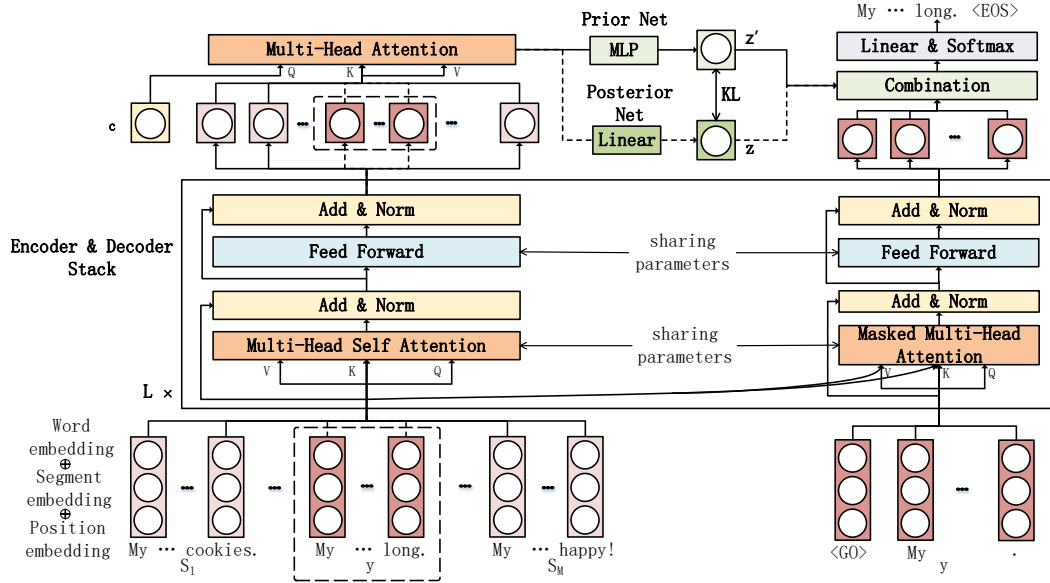 My ⋯ long. <EOS>
Prior Net
Multi-Head Attention
MLP
z′
Linear & Softmax
Q
K
V
KL
Combination
Posterior
Net
c
⋯
⋯
⋯
Linear
z
⋯
Add & Norm
Add & Norm
Encoder & Decoder
Stack
Feed Forward
sharing
parameters
Feed Forward
Add & Norm
Add & Norm
Multi-Head Self Attention
sharing
parameters
Masked Multi-Head
Attention
V
K
Q
V
K
Q
L ×
Word
embedding
⊕
Segment
embedding
⊕
Position
embedding
⋯
⋯
⋯
⋯
⋯
⋯
My ⋯ cookies.
My ⋯ long.
My ⋯ happy!
<GO>
My
.
S₁
y
S_M
y